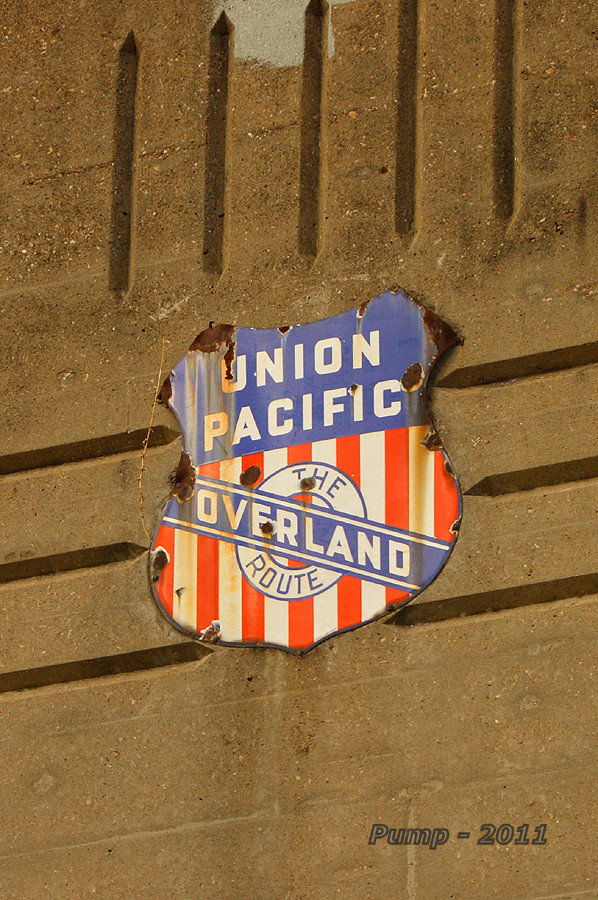 UNION
PACIFIC
THE
OVERLAND
ROUTE
Pump - 2011